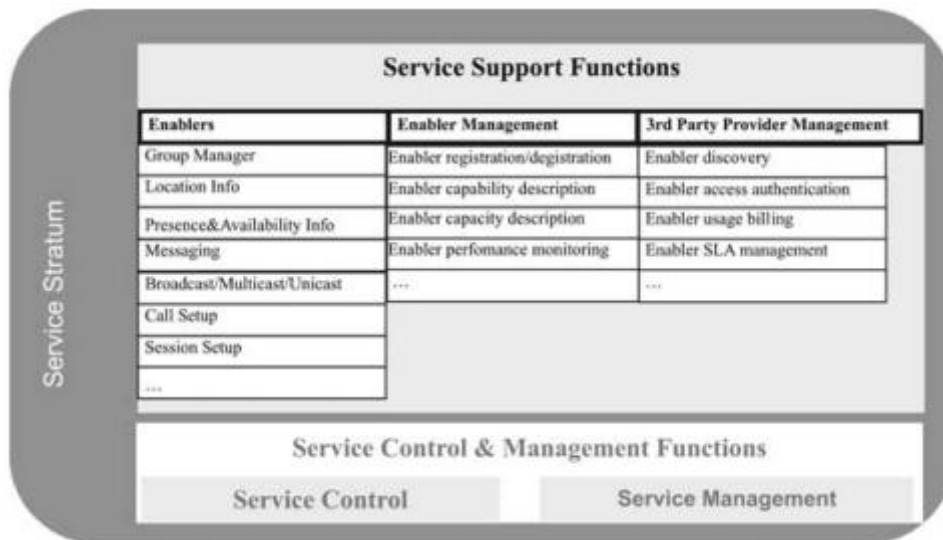 Service Stratum
Service Support Functions
Enablers Enabler Management 3rd Party Provider Management
Group Manager Enabler registration/degistration Enabler discovery
Location Info Enabler capability description Enabler access authentication
Presence&Availability Info Enabler capacity description Enabler usage billing
Messaging Enabler perfomance monitoring Enabler SLA management
Broadcast/Multicast/Unicast … …
Call Setup
Session Setup
…
Service Control & Management Functions
Service Control Service Management